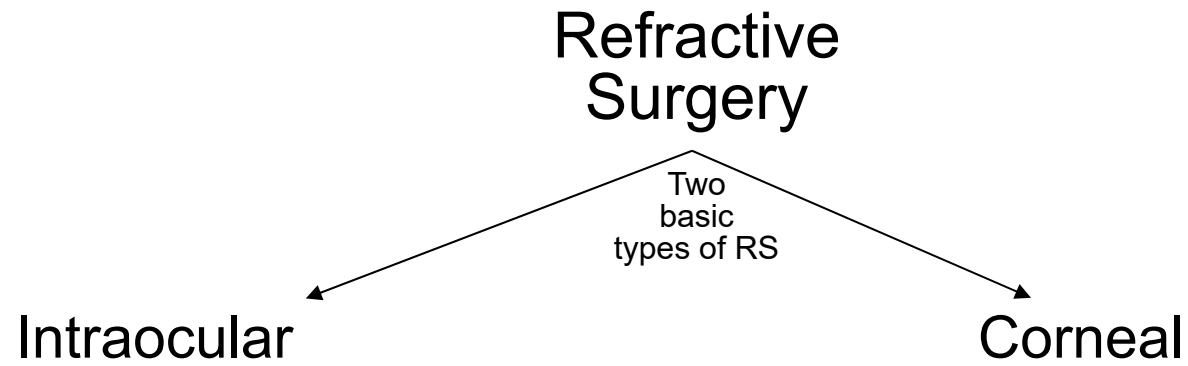 Refractive
Surgery
Two
basic
types of RS
Intraocular
Corneal